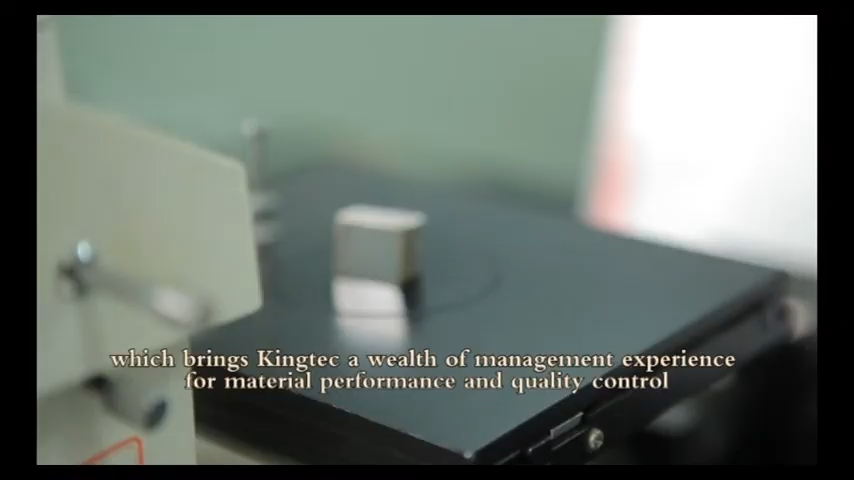 which brings Kingtec a wealth of management experience
for material performance and quality control